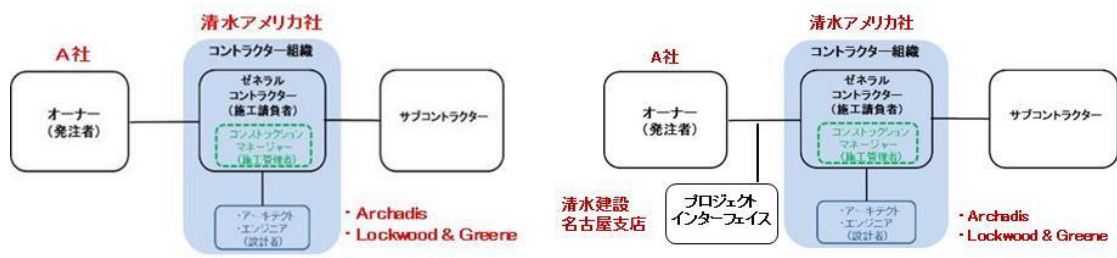 清水アメリカ社
コントラクター組織
A社
オーナー
(発注者)
ゼネラル
コントラクター
(施工請負者)
コンストラクション
マネージャー
(施工管理者)
サブコントラクター
・アーキテクト
・エンジニア
(設計者)
・Archadis
・Lockwood & Greene
清水アメリカ社
コントラクター組織
A社
オーナー
(発注者)
ゼネラル
コントラクター
(施工請負者)
コンストラクション
マネージャー
(施工管理者)
サブコントラクター
清水建設
名古屋支店
プロジェクト
インターフェイス
・アーキテクト
・エンジニア
(設計者)
・Archadis
・Lockwood & Greene